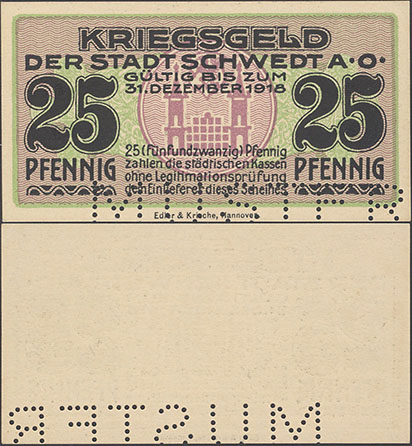 KRIEGSGELD
DER STADT SCHWEDT A·O·
GÜLTIG BIS ZUM
31. DEZEMBER 1918
25 25
PFENNIG PFENNIG
25 (fünfundzwanzig) Pfennig
zahlen die städtischen Kassen
ohne Legitimationsprüfung
dem Einlieferer dieses Scheines
MUSTER
Edler & Krische, Hannover.
MUSTER